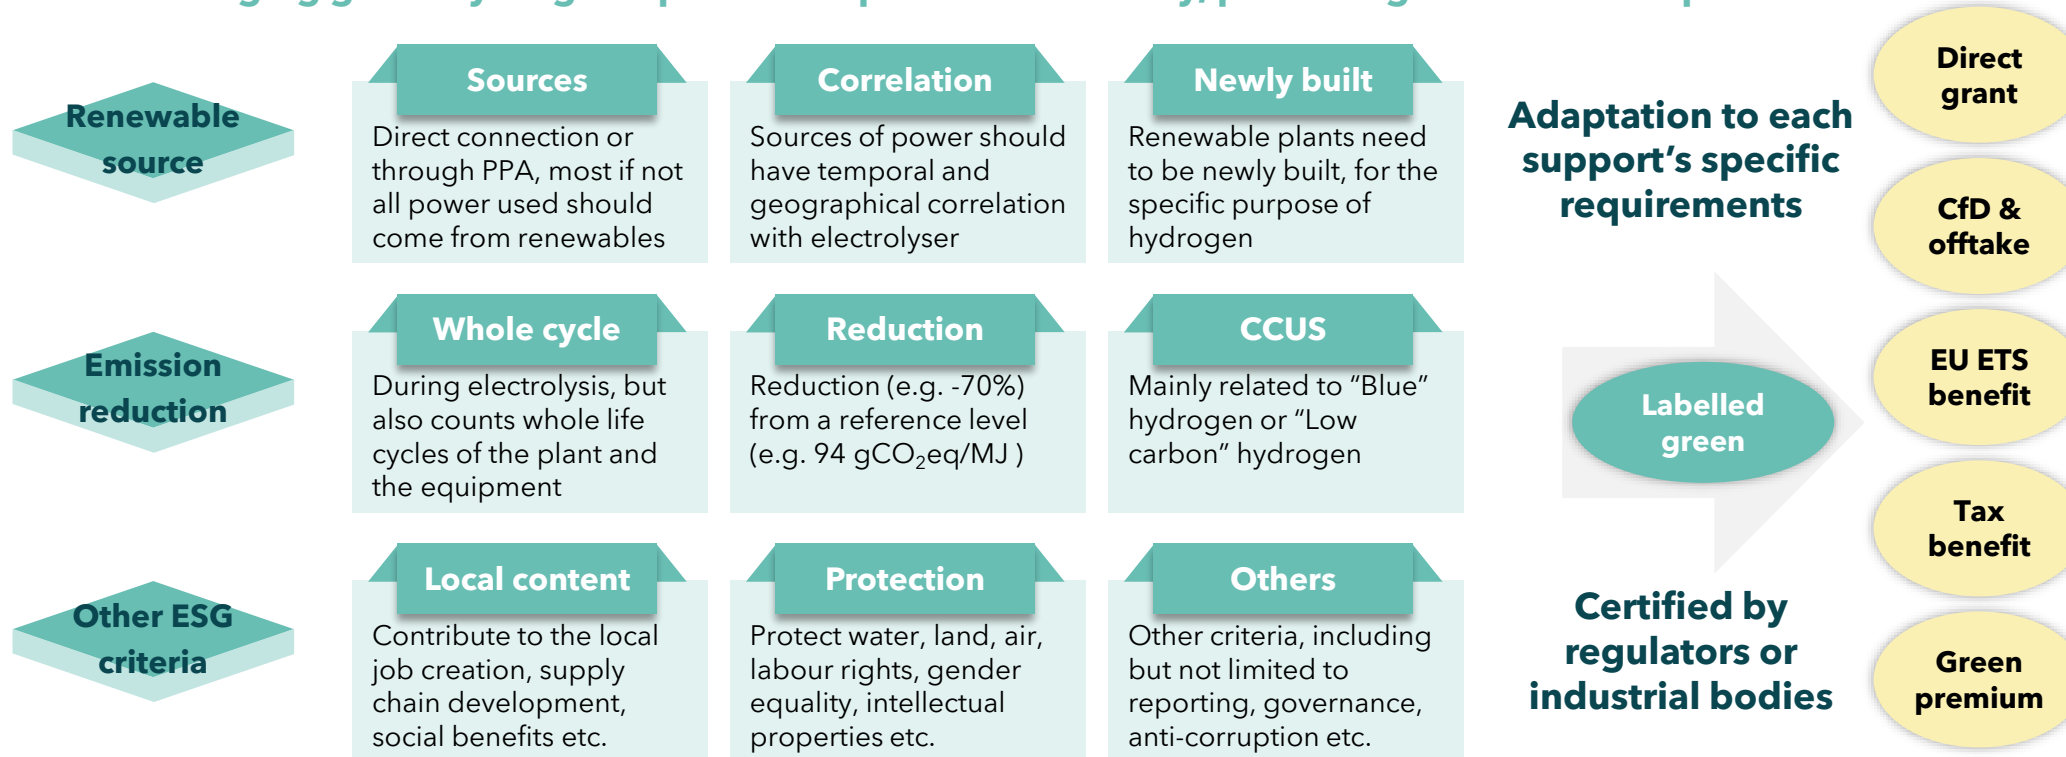 Renewable
source
Sources
Direct connection or
through PPA, most if not
all power used should
come from renewables
Correlation
Sources of power should
have temporal and
geographical correlation
with electrolyser
Newly built
Renewable plants need
to be newly built, for the
specific purpose of
hydrogen
Emission
reduction
Whole cycle
During electrolysis, but
also counts whole life
cycles of the plant and
the equipment
Reduction
Reduction (e.g. -70%)
from a reference level
(e.g. 94 gCO₂eq/MJ )
CCUS
Mainly related to “Blue”
hydrogen or “Low
carbon” hydrogen
Other ESG
criteria
Local content
Contribute to the local
job creation, supply
chain development,
social benefits etc.
Protection
Protect water, land, air,
labour rights, gender
equality, intellectual
properties etc.
Others
Other criteria, including
but not limited to
reporting, governance,
anti-corruption etc.
Adaptation to each
support’s specific
requirements
Labelled
green
Certified by
regulators or
industrial bodies
Direct
grant
CfD &
offtake
EU ETS
benefit
Tax
benefit
Green
premium